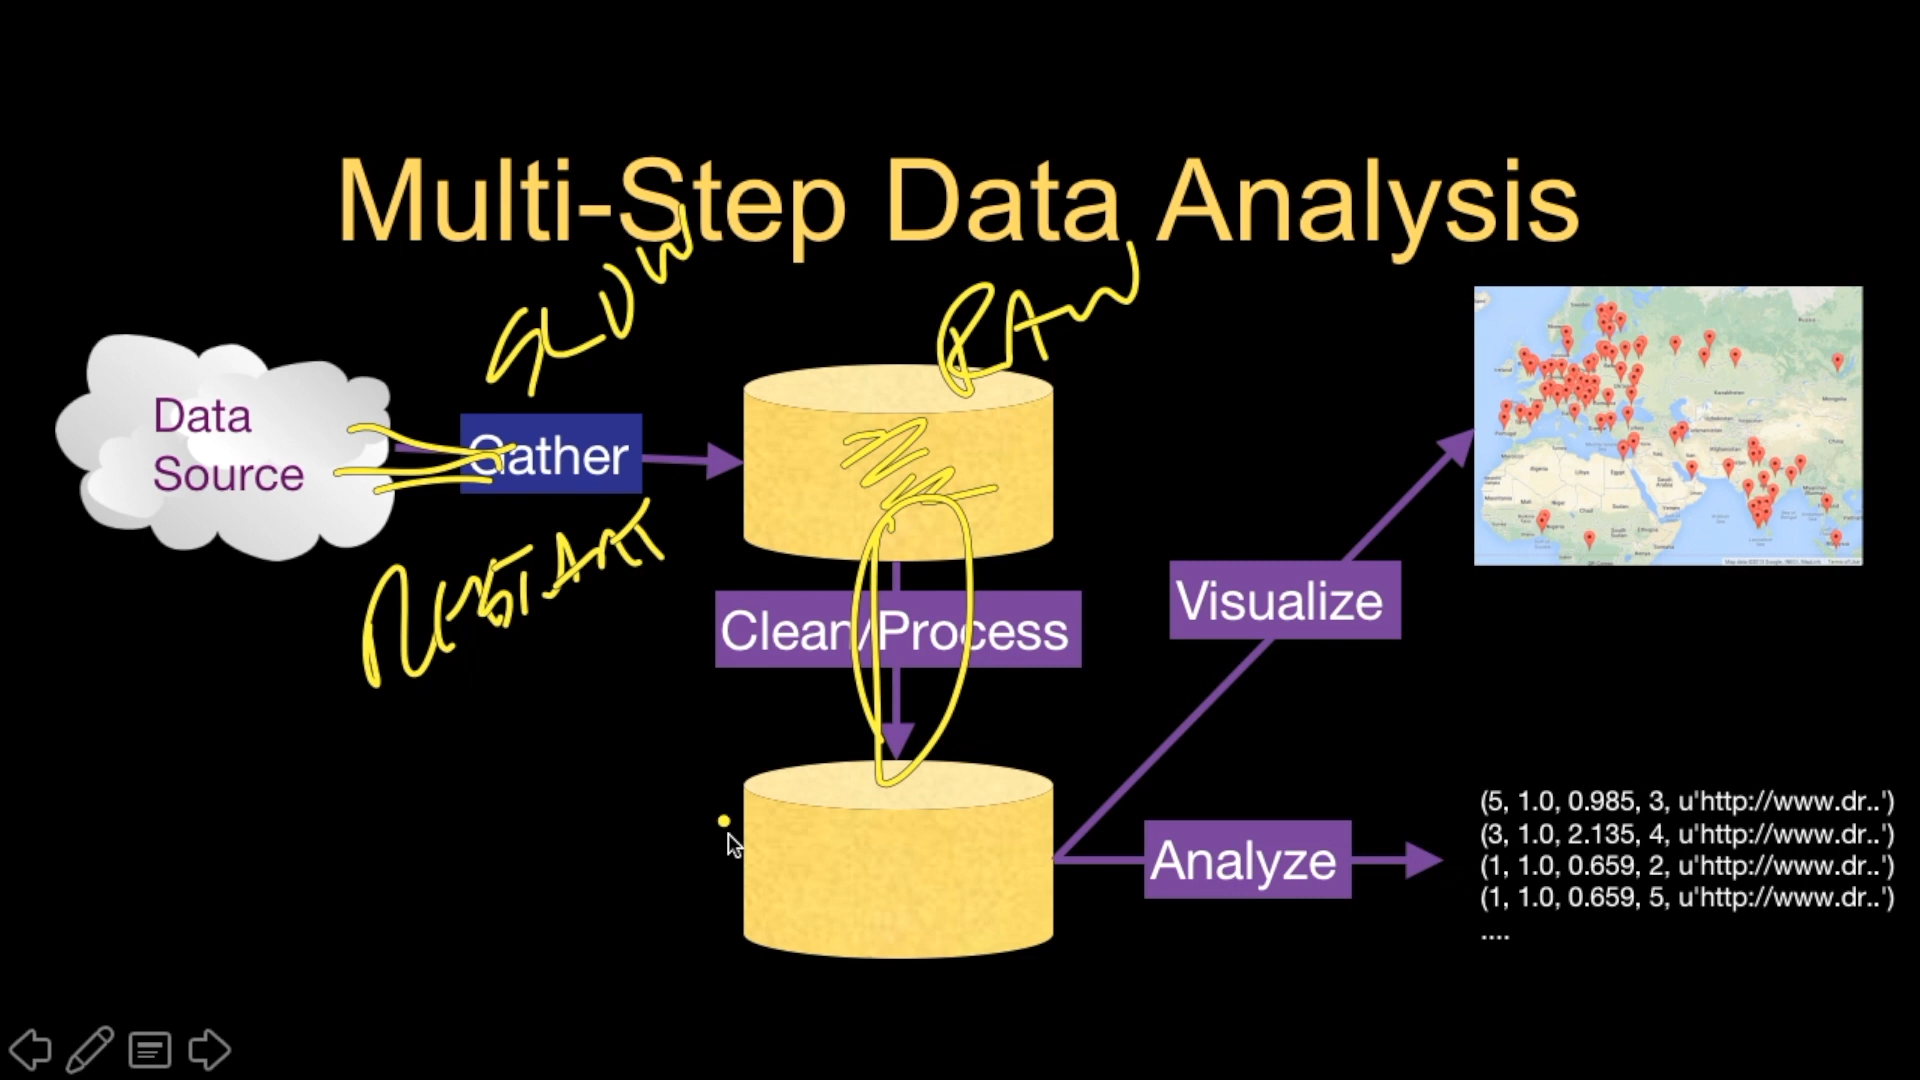 Multi-Step Data Analysis
SLOW
RAW
Data
Source
Gather
RESTART
Clean/Process
Visualize
Analyze
(5, 1.0, 0.985, 3, u'http://www.dr..')
(3, 1.0, 2.135, 4, u'http://www.dr..')
(1, 1.0, 0.659, 2, u'http://www.dr..')
(1, 1.0, 0.659, 5, u'http://www.dr..')
....